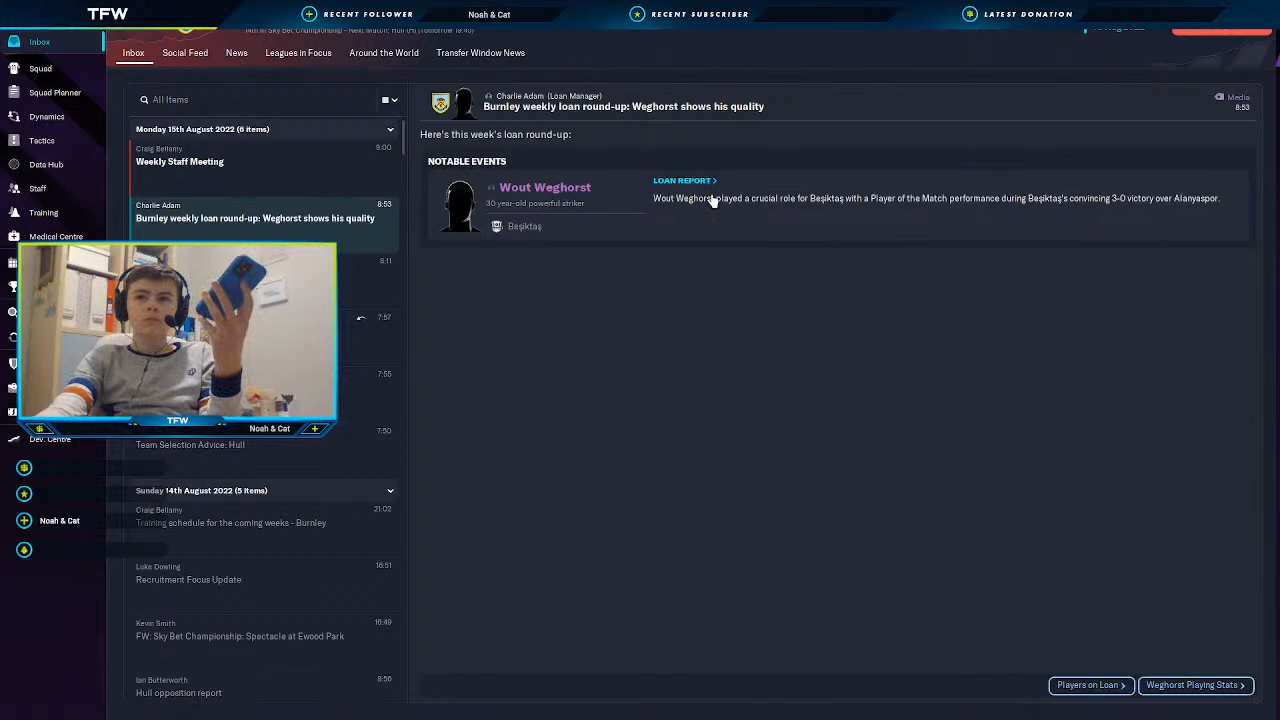 TFW
RECENT FOLLOWER
Noah & Cat
RECENT SUBSCRIBER
LATEST DONATION
Inbox
Squad
Squad Planner
Dynamics
Tactics
Data Hub
Staff
Training
Medical Centre
Dev. Centre
Inbox
Social Feed
News
Leagues in Focus
Around the World
Transfer Window News
All Items
Monday 15th August 2022 (6 items)
Craig Bellamy
9:00
Weekly Staff Meeting
Charlie Adam
8:53
Burnley weekly loan round-up: Weghorst shows his quality
8:11
7:57
7:55
7:50
Team Selection Advice: Hull
Sunday 14th August 2022 (5 items)
Craig Bellamy
21:02
Training schedule for the coming weeks - Burnley
Luke Dowling
16:51
Recruitment Focus Update
Kevin Smith
16:49
FW: Sky Bet Championship: Spectacle at Ewood Park
Ian Butterworth
8:56
Hull opposition report
Charlie Adam (Loan Manager)
Burnley weekly loan round-up: Weghorst shows his quality
Media
8:53
Here's this week's loan round-up:
NOTABLE EVENTS
Wout Weghorst
30 year-old powerful striker
Beşiktaş
LOAN REPORT >
Wout Weghorst played a crucial role for Beşiktaş with a Player of the Match performance during Beşiktaş's convincing 3-0 victory over Alanyaspor.
Players on Loan >
Weghorst Playing Stats >
TFW
Noah & Cat
Noah & Cat